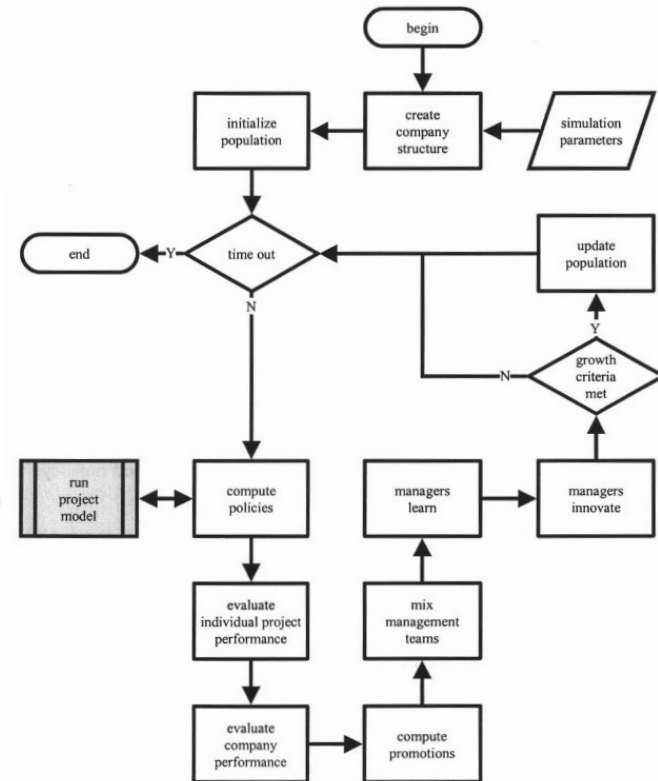 begin
initialize
population
create
company
structure
simulation
parameters
end
Y
time out
update
population
N
Y
N
growth
criteria
met
run
project
model
compute
policies
managers
learn
managers
innovate
evaluate
individual project
performance
mix
management
teams
evaluate
company
performance
compute
promotions